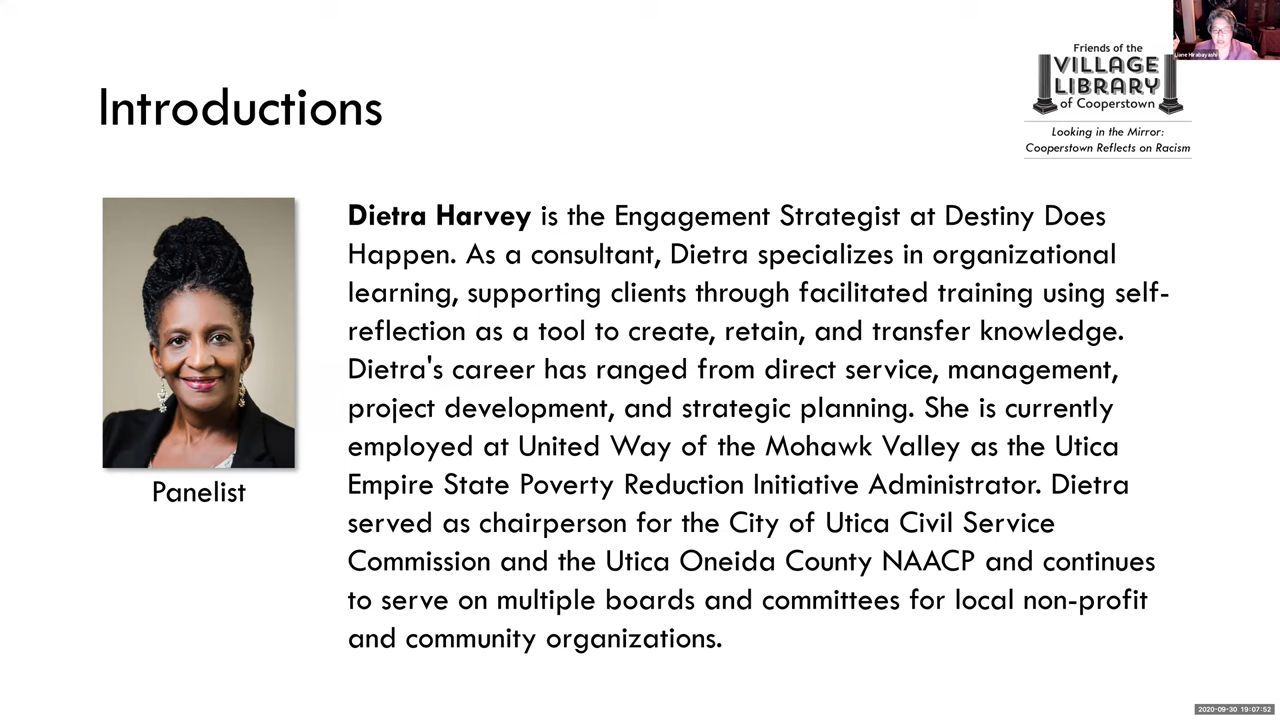 Introductions
Friends of the
VILLAGE
LIBRARY
of Cooperstown
Looking in the Mirror:
Cooperstown Reflects on Racism
Jane Hirabayashi
Dietra Harvey is the Engagement Strategist at Destiny Does
Happen. As a consultant, Dietra specializes in organizational
learning, supporting clients through facilitated training using self-
reflection as a tool to create, retain, and transfer knowledge.
Dietra's career has ranged from direct service, management,
project development, and strategic planning. She is currently
employed at United Way of the Mohawk Valley as the Utica
Empire State Poverty Reduction Initiative Administrator. Dietra
served as chairperson for the City of Utica Civil Service
Commission and the Utica Oneida County NAACP and continues
to serve on multiple boards and committees for local non-profit
and community organizations.
Panelist
2020-09-30 19:07:52